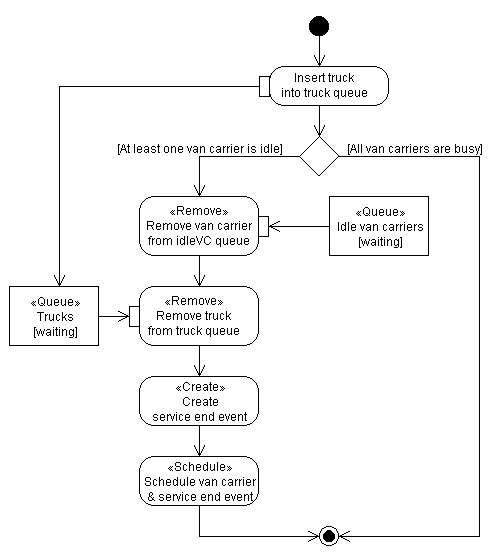 Insert truck
into truck queue
[At least one van carrier is idle]
[All van carriers are busy]
«Remove»
Remove van carrier
from idleVC queue
«Queue»
Idle van carriers
[waiting]
«Queue»
Trucks
[waiting]
«Remove»
Remove truck
from truck queue
«Create»
Create
service end event
«Schedule»
Schedule van carrier
& service end event